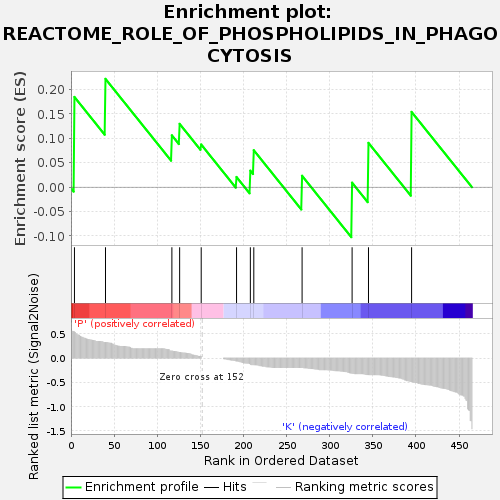 Enrichment plot:
REACTOME_ROLE_OF_PHOSPHOLIPIDS_IN_PHAGO
CYTOSIS
Enrichment score (ES)
0.20
0.15
0.10
0.05
0.00
-0.05
-0.10
'P' (positively correlated)
Ranked list metric (Signal2Noise)
0.5
0.0
-0.5
-1.0
-1.5
Zero cross at 152
'K' (negatively correlated)
0 50 100 150 200 250 300 350 400 450
Rank in Ordered Dataset
Enrichment profile Hits Ranking metric scores